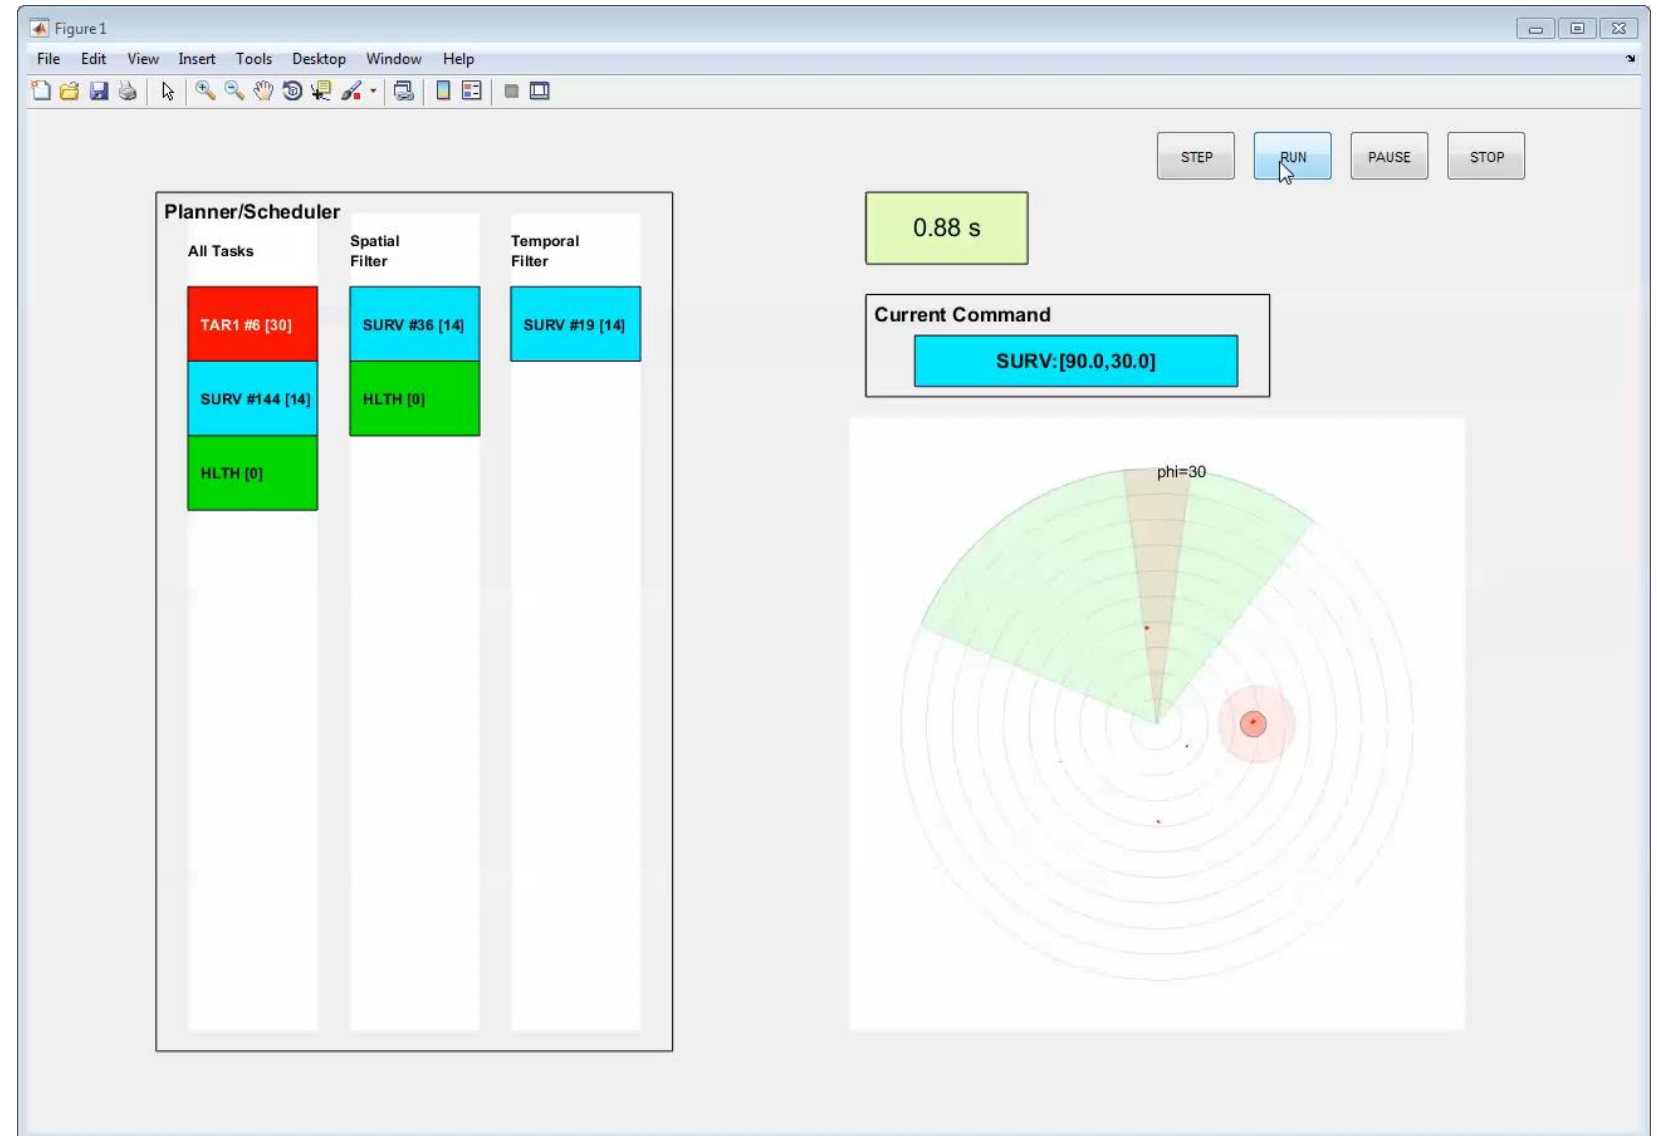 Figure 1
File Edit View Insert Tools Desktop Window Help
STEP RUN PAUSE STOP
Planner/Scheduler
All Tasks
Spatial
Filter
Temporal
Filter
TAR1 #6 [30]
SURV #36 [14]
SURV #19 [14]
SURV #144 [14]
HLTH [0]
HLTH [0]
0.88 s
Current Command
SURV:[90.0,30.0]
phi=30